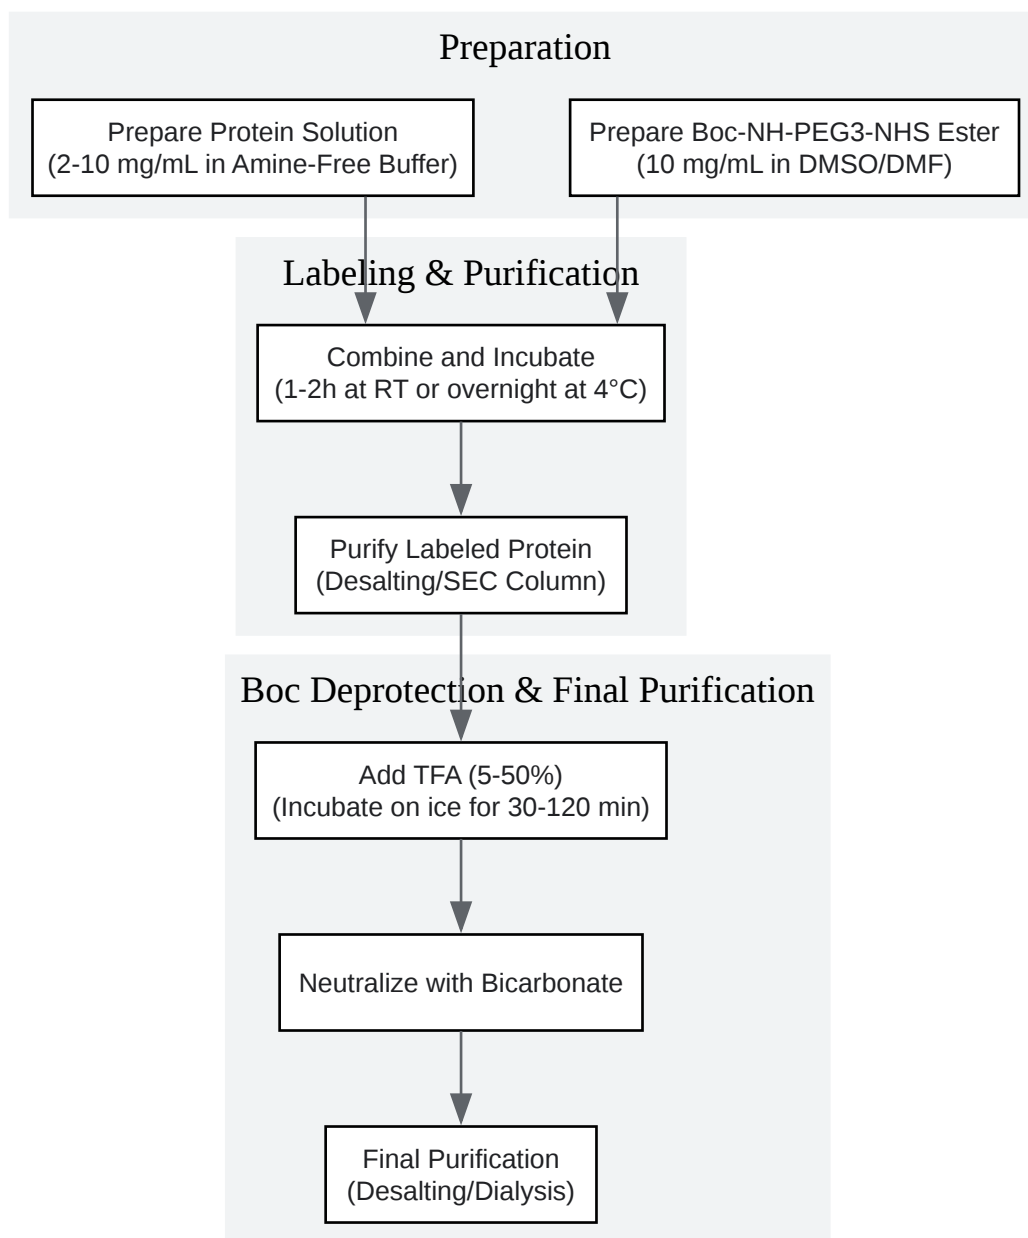 Preparation
Prepare Protein Solution
(2-10 mg/mL in Amine-Free Buffer)
Prepare Boc-NH-PEG3-NHS Ester
(10 mg/mL in DMSO/DMF)
Labeling & Purification
Combine and Incubate
(1-2h at RT or overnight at 4°C)
Purify Labeled Protein
(Desalting/SEC Column)
Boc Deprotection & Final Purification
Add TFA (5-50%)
(Incubate on ice for 30-120 min)
Neutralize with Bicarbonate
Final Purification
(Desalting/Dialysis)